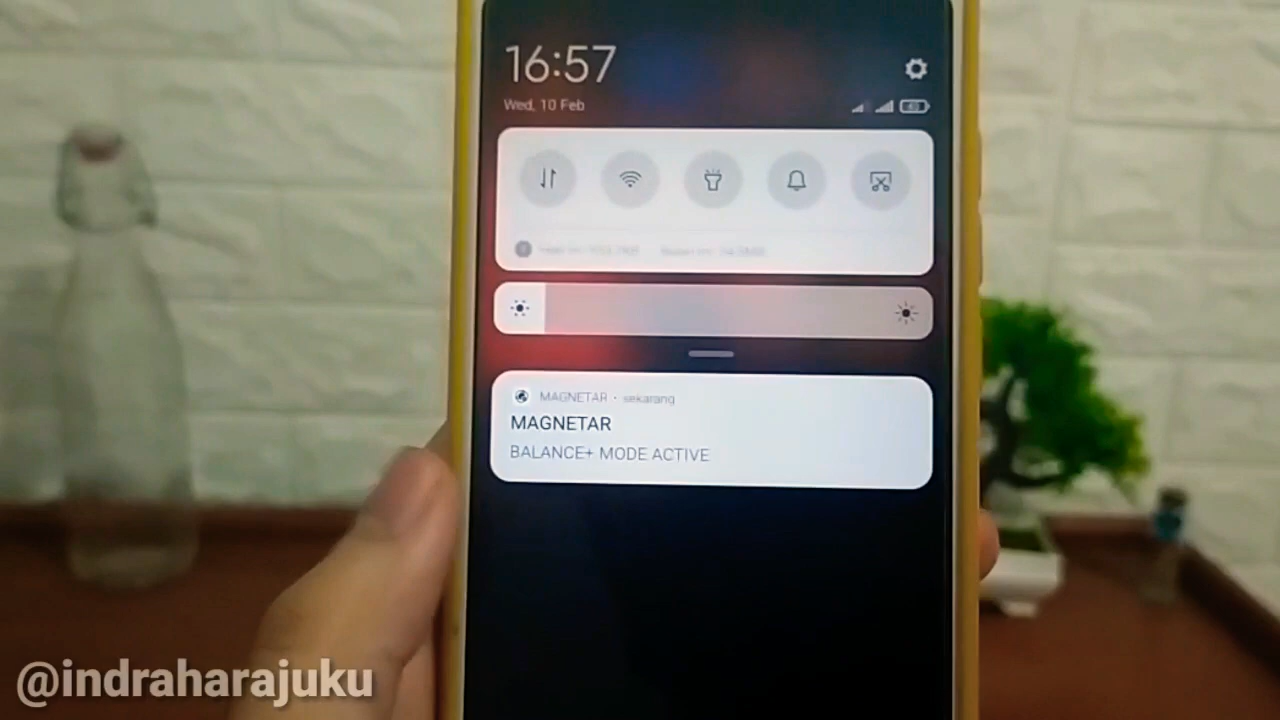 16:57
Wed, 10 Feb
MAGNETAR · sekarang
MAGNETAR
BALANCE+ MODE ACTIVE
@indraharajuku